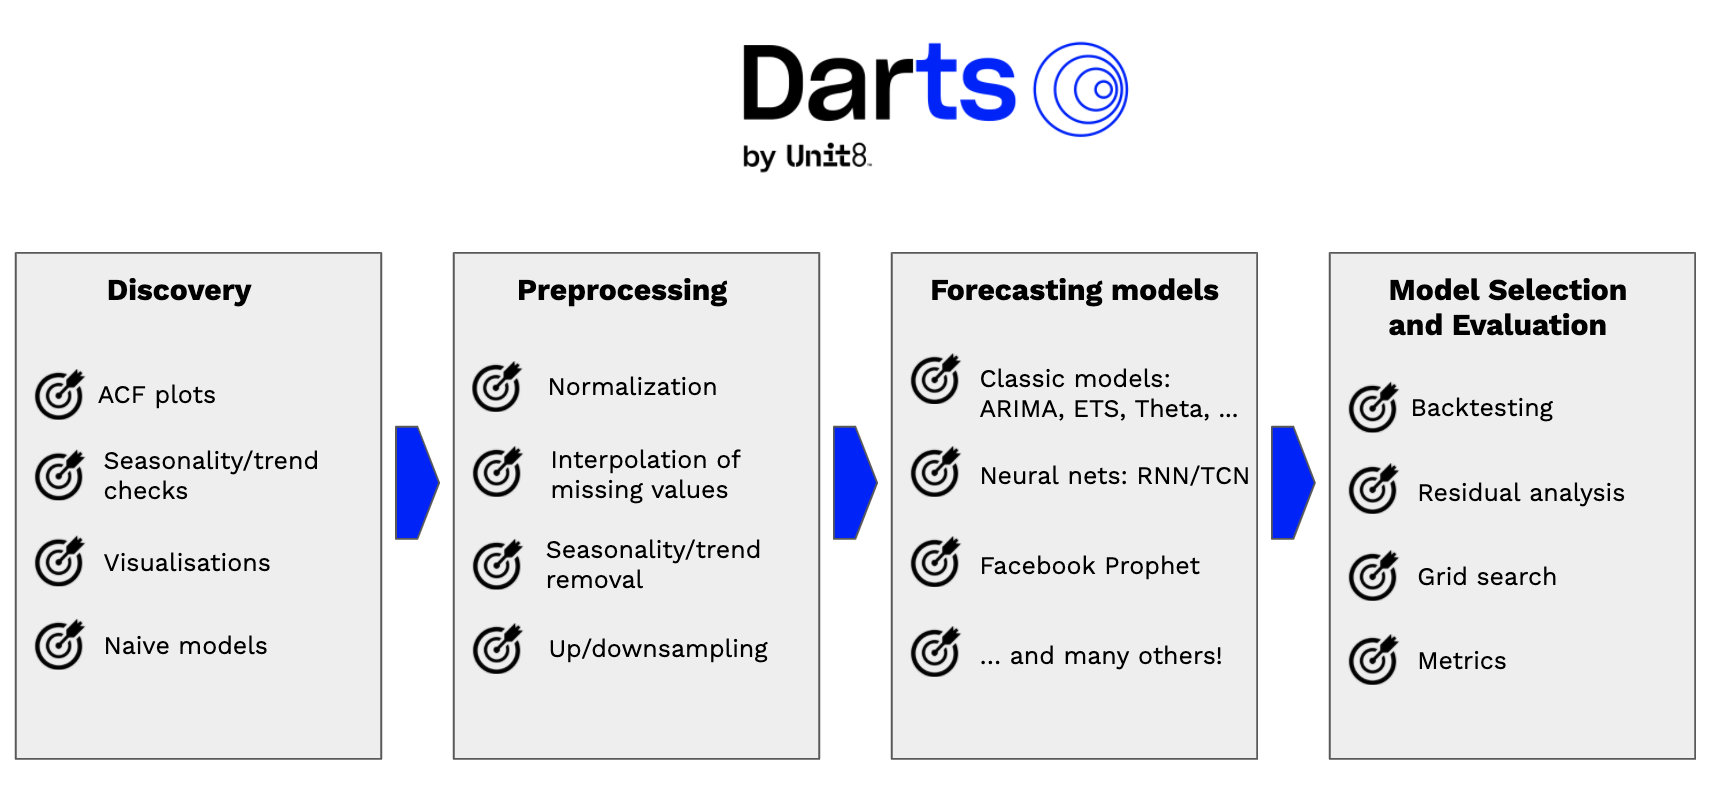 Darts
by Unit8™
Discovery
ACF plots
Seasonality/trend
checks
Visualisations
Naive models
Preprocessing
Normalization
Interpolation of
missing values
Seasonality/trend
removal
Up/downsampling
Forecasting models
Classic models:
ARIMA, ETS, Theta, ...
Neural nets: RNN/TCN
Facebook Prophet
... and many others!
Model Selection
and Evaluation
Backtesting
Residual analysis
Grid search
Metrics